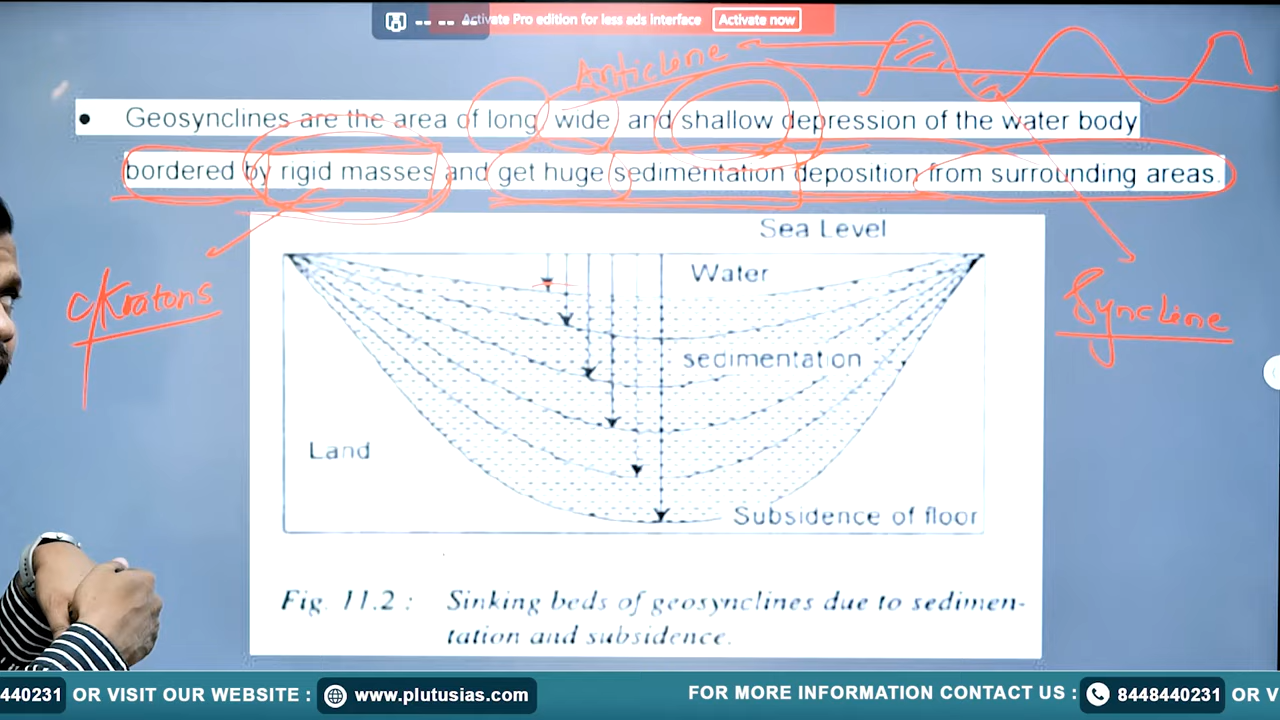 Activate Pro edition for less ads interface Activate now
Anticline
• Geosynclines are the area of long wide and shallow depression of the water body
bordered by rigid masses and get huge sedimentation deposition from surrounding areas.
Sea Level
Water
C/Kratons
Syncline
sedimentation
Land
Subsidence of floor
Fig. 11.2 : Sinking beds of geosynclines due to sedimen-
tation and subsidence.
440231 OR VISIT OUR WEBSITE : www.plutusias.com FOR MORE INFORMATION CONTACT US : 8448440231 OR V